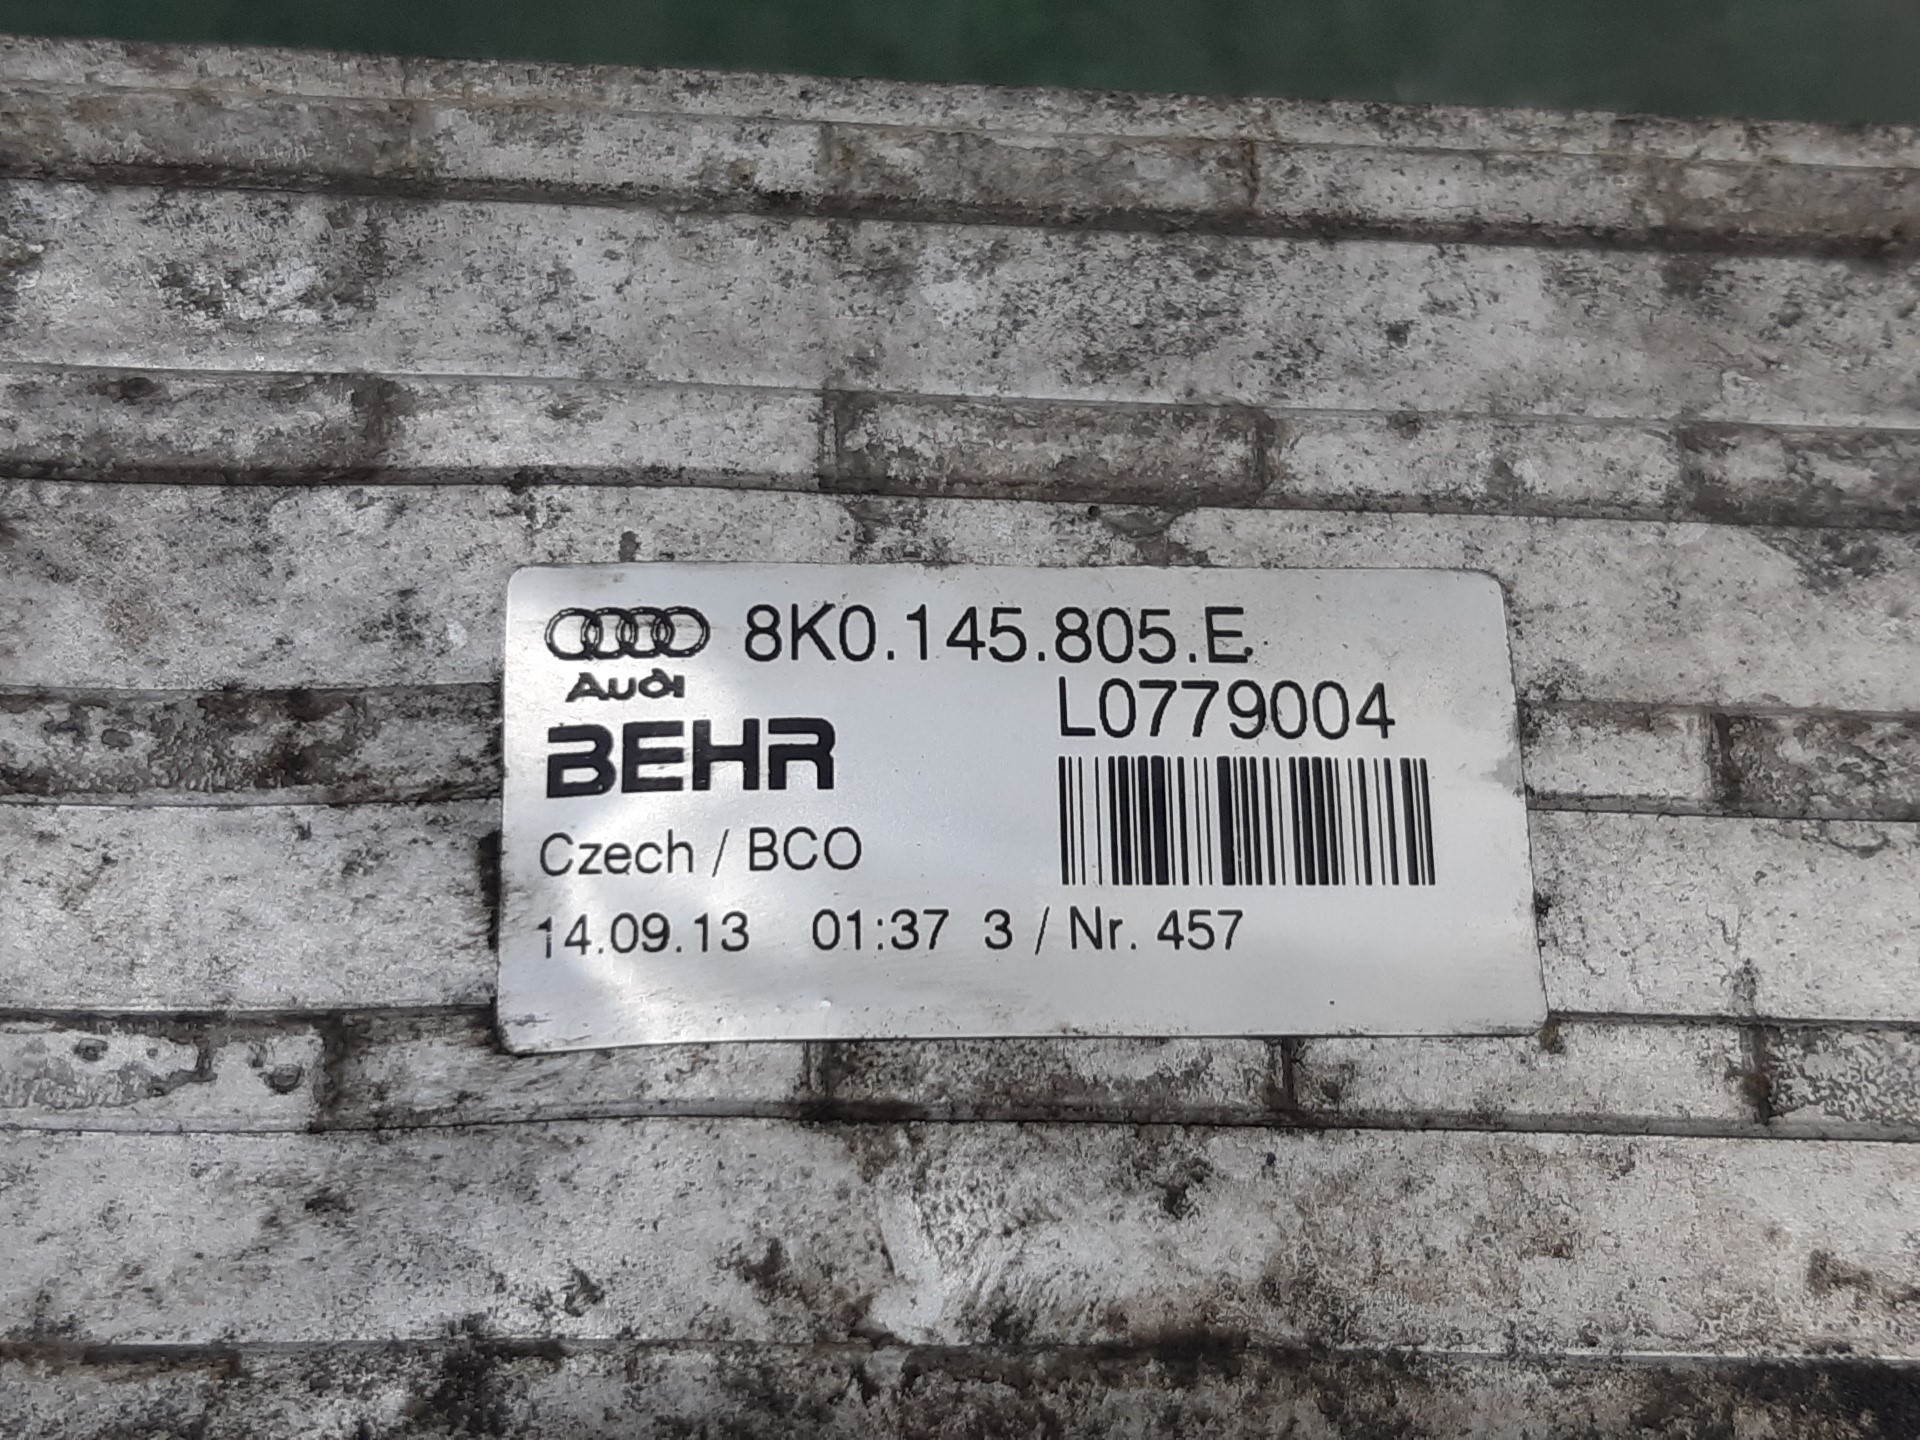 8K0.145.805.E
Audi
L0779004
BEHR
Czech / BCO
14.09.13 01:37 3 / Nr. 457